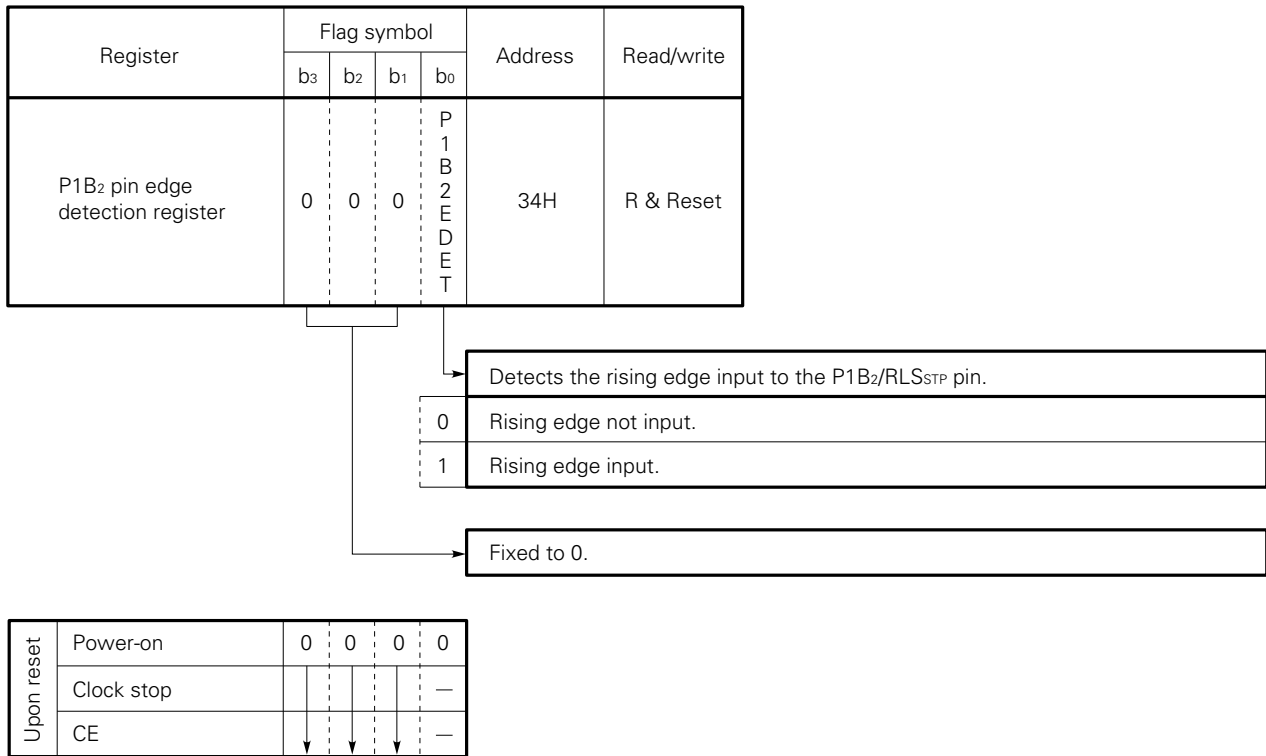 Register
Flag symbol
Address
Read/write
b3 b2 b1 b0
P1B2 pin edge
detection register
0 0 0
P1B2EDET
34H
R & Reset
Detects the rising edge input to the P1B2/RLSSTP pin.
0 Rising edge not input.
1 Rising edge input.
Fixed to 0.
Upon reset
Power-on 0 0 0 0
Clock stop —
CE —